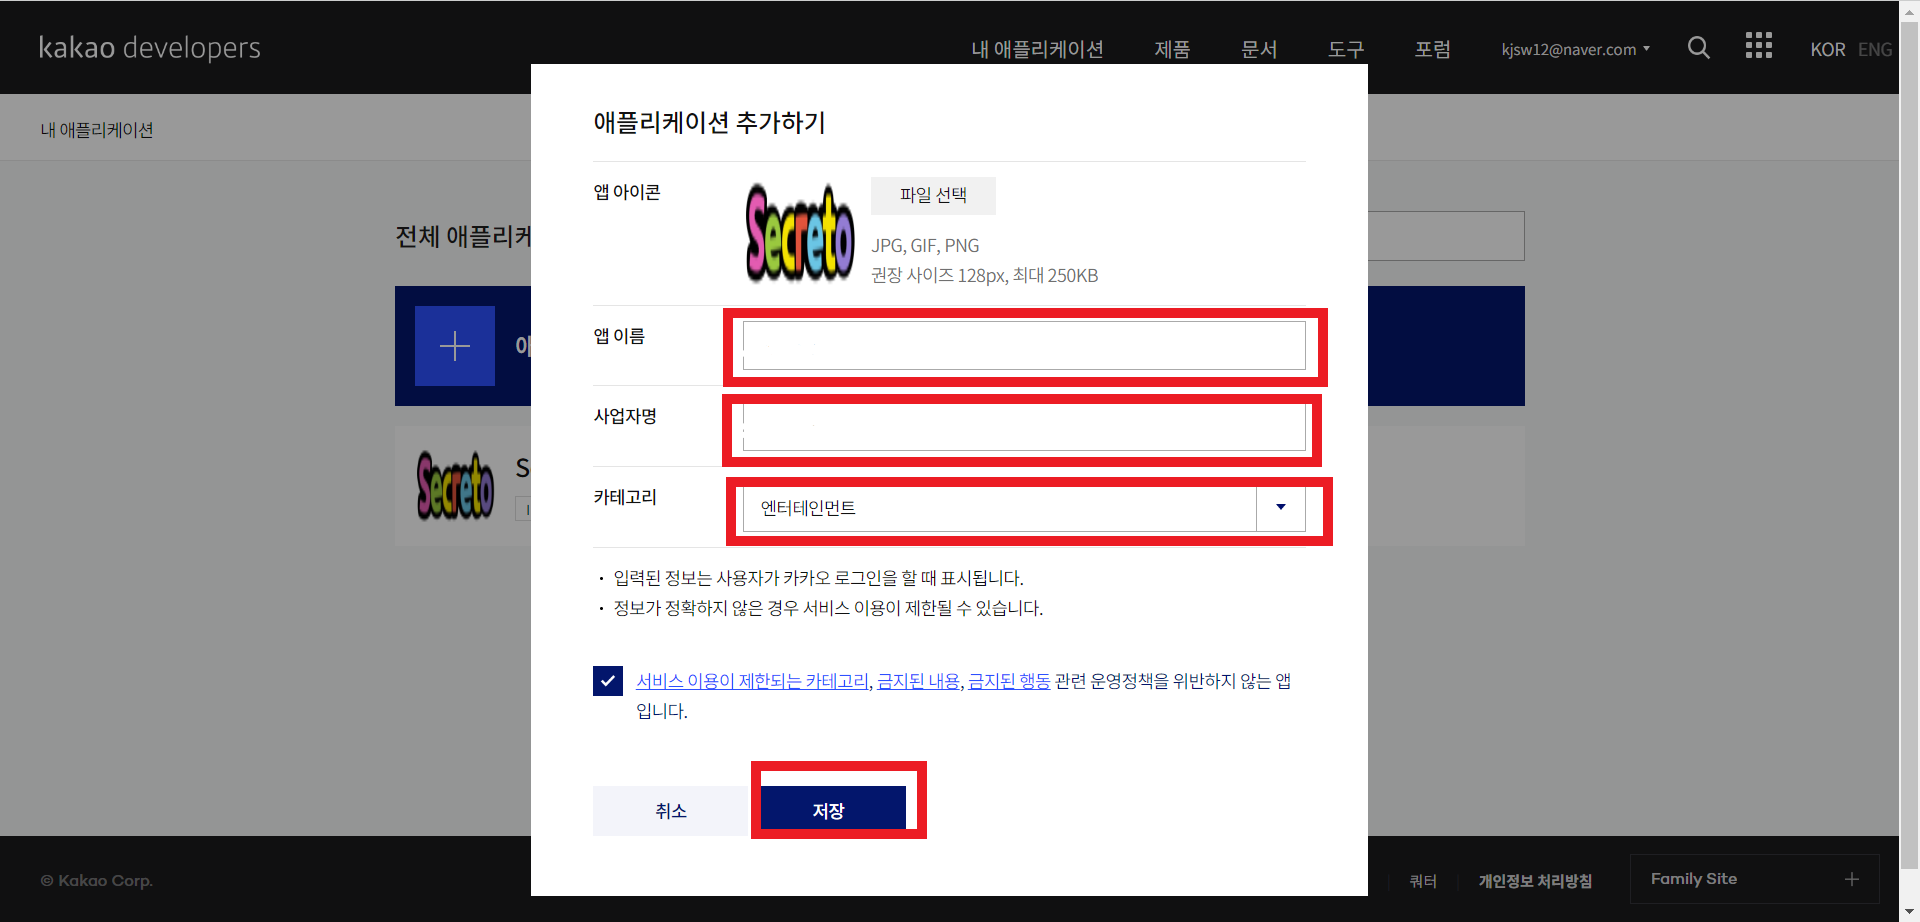 kakao developers
내 애플리케이션
제품
문서
도구
포럼
kjsw12@naver.com
KOR ENG
내 애플리케이션
애플리케이션 추가하기
앱 아이콘
Secreto
파일 선택
JPG, GIF, PNG
권장 사이즈 128px, 최대 250KB
전체 애플리케
앱 이름
사업자명
Secreto
S
카테고리
엔터테인먼트
· 입력된 정보는 사용자가 카카오 로그인을 할 때 표시됩니다.
· 정보가 정확하지 않은 경우 서비스 이용이 제한될 수 있습니다.
서비스 이용이 제한되는 카테고리, 금지된 내용, 금지된 행동 관련 운영정책을 위반하지 않는 앱
입니다.
취소
저장
© Kakao Corp.
쿼터
개인정보 처리방침
Family Site